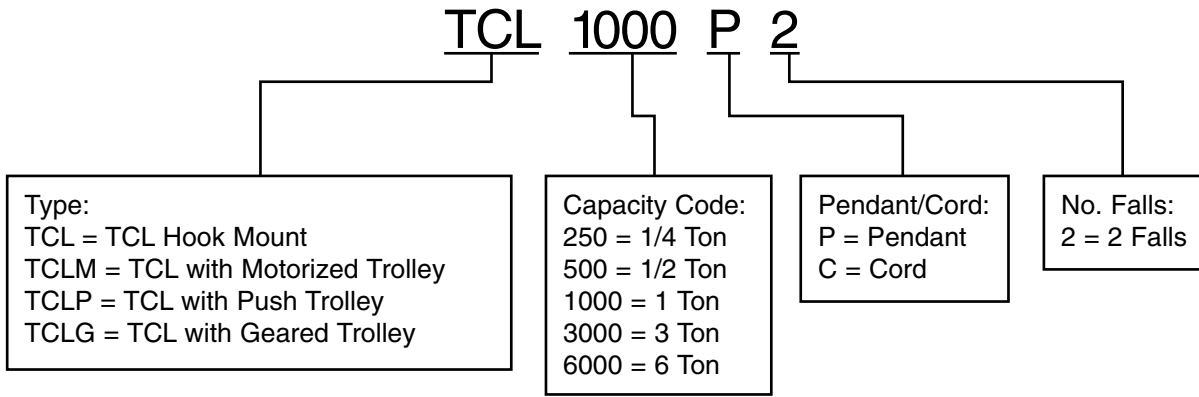 TCL 1000 P 2
Type:
TCL = TCL Hook Mount
TCLM = TCL with Motorized Trolley
TCLP = TCL with Push Trolley
TCLG = TCL with Geared Trolley
Capacity Code:
250 = 1/4 Ton
500 = 1/2 Ton
1000 = 1 Ton
3000 = 3 Ton
6000 = 6 Ton
Pendant/Cord:
P = Pendant
C = Cord
No. Falls:
2 = 2 Falls